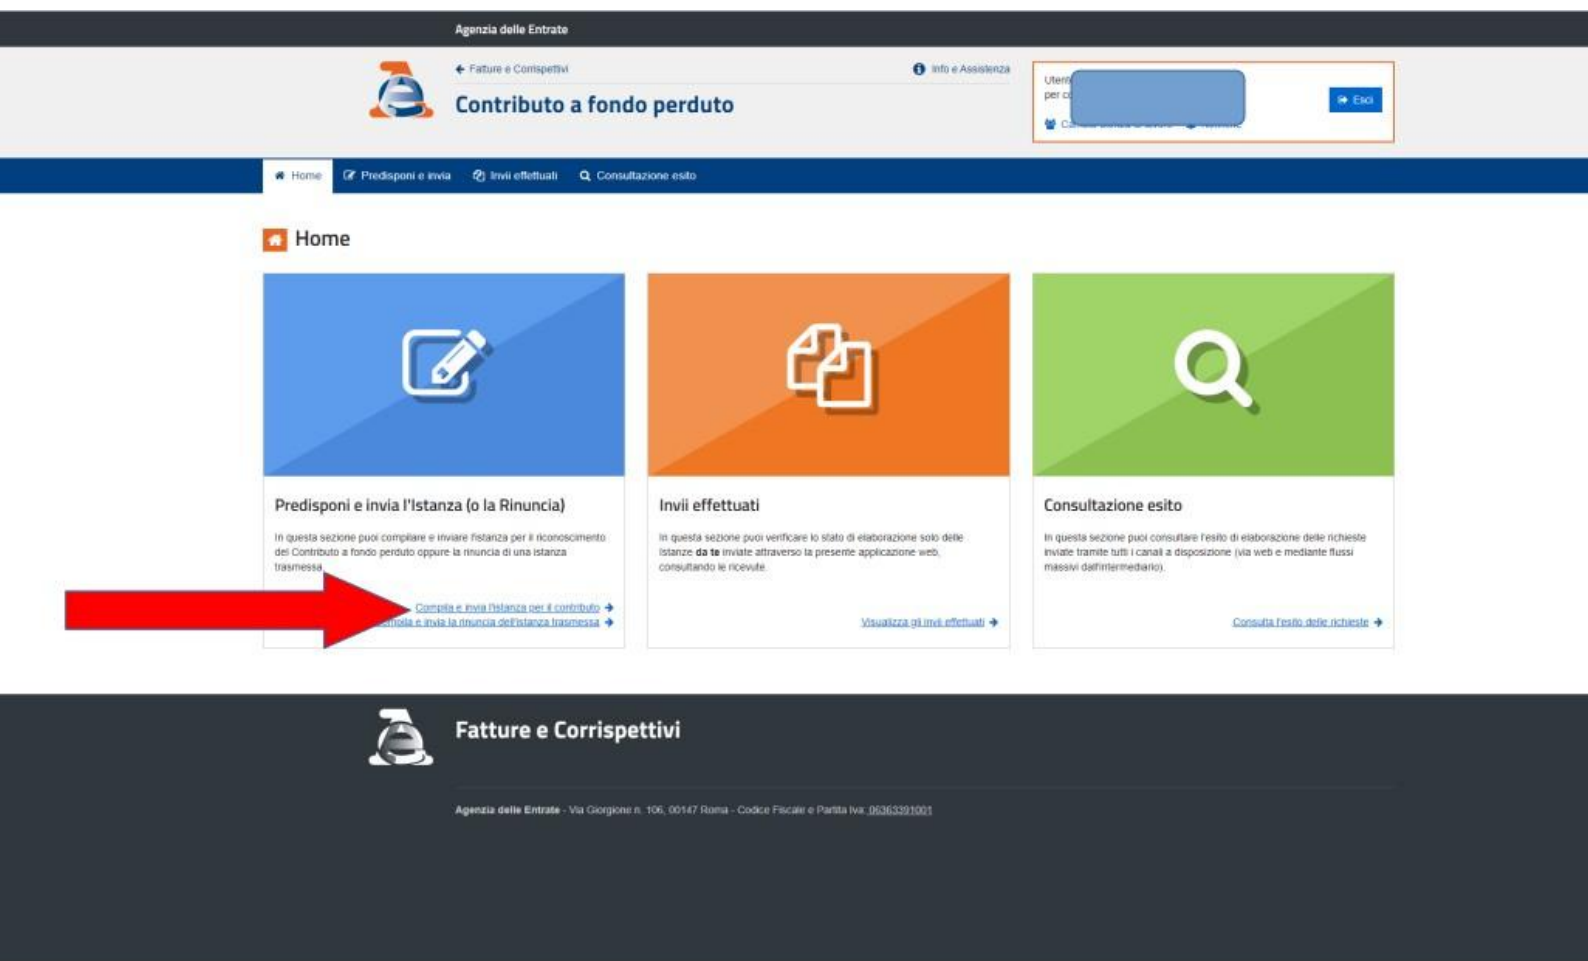 Agenzia delle Entrate
Fatture e Corrispettivi
Info e Assistenza
Contributo a fondo perduto
per
Esci
Home
Predisponi e invia
Invii effettuati
Consultazione esito
Home
Predisponi e invia l'Istanza (o la Rinuncia)
In questa sezione puoi compilare e inviare l'istanza per il riconoscimento
del Contributo a fondo perduto oppure la rinuncia di una istanza
trasmessa
Compila e invia l'istanza per il contributo
e invia la rinuncia dell'istanza trasmessa
Invii effettuati
In questa sezione puoi verificare lo stato di elaborazione solo delle
Istanze da te inviate attraverso la presente applicazione web,
consultando le ricevute.
Visualizza gli invii effettuati
Consultazione esito
In questa sezione puoi consultare l'esito di elaborazione delle richieste
inviate tramite tutti i canali a disposizione (via web e mediante flussi
massivi dall'intermediario).
Consulta l'esito delle richieste
Fatture e Corrispettivi
Agenzia delle Entrate - Via Giorgione n. 106, 00147 Roma - Codice Fiscale e Partita Iva: 06363391001